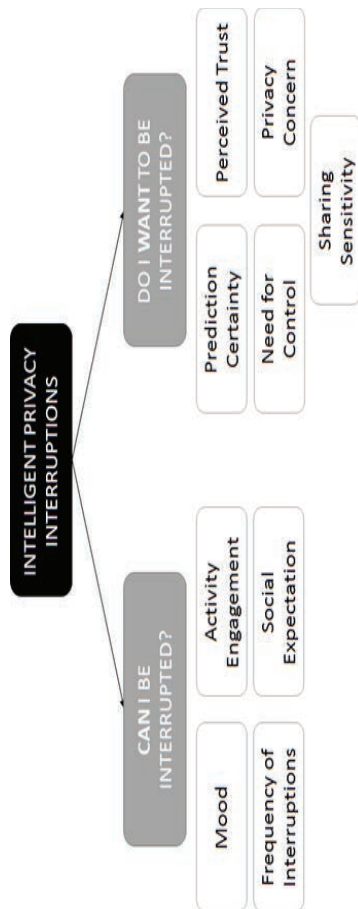 INTELLIGENT PRIVACY
INTERRUPTIONS
CAN I BE
INTERRUPTED?
DO I WANT TO BE
INTERRUPTED?
Mood
Activity
Engagement
Frequency of
Interruptions
Social
Expectation
Prediction
Certainty
Perceived Trust
Need for
Control
Privacy
Concern
Sharing
Sensitivity